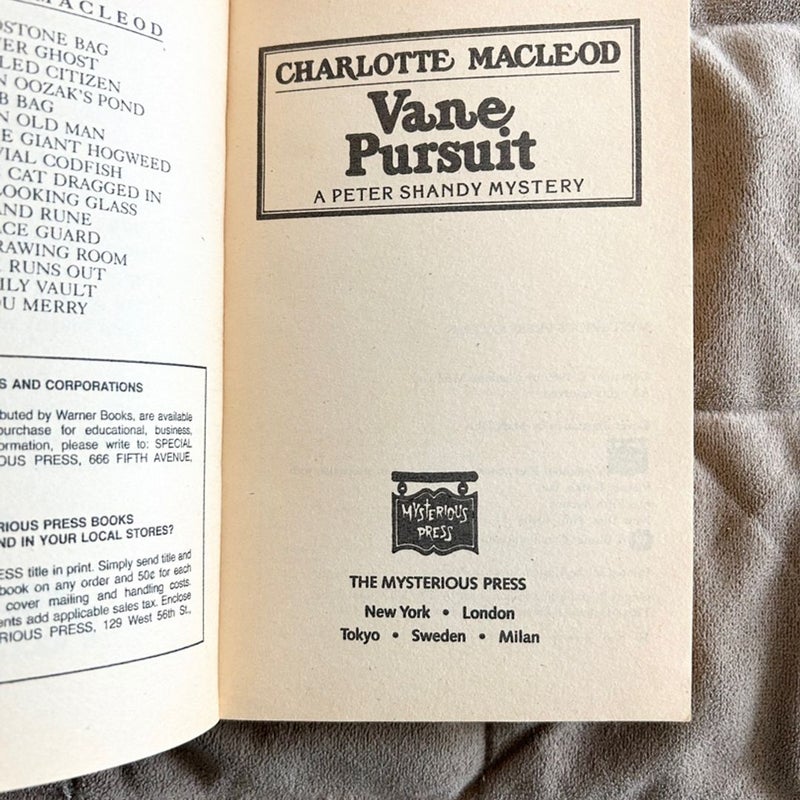 MACLEOD
DSTONE BAG
ER GHOST
LED CITIZEN
N OOZAK'S POND
B BAG
N OLD MAN
E GIANT HOGWEED
VIAL CODFISH
CAT DRAGGED IN
LOOKING GLASS
AND RUNE
ACE GUARD
RAWING ROOM
RUNS OUT
ILY VAULT
OU MERRY
S AND CORPORATIONS
buted by Warner Books, are available
purchase for educational, business,
ormation, please write to: SPECIAL
OUS PRESS, 666 FIFTH AVENUE,
RIOUS PRESS BOOKS
ND IN YOUR LOCAL STORES?
ESS title in print. Simply send title and
book on any order and 50¢ for each
cover mailing and handling costs.
ents add applicable sales tax. Enclose
RIOUS PRESS, 129 West 56th St.,
CHARLOTTE MACLEOD
Vane
Pursuit
A PETER SHANDY MYSTERY
MYSTERIOUS
PRESS
THE MYSTERIOUS PRESS
New York • London
Tokyo • Sweden • Milan